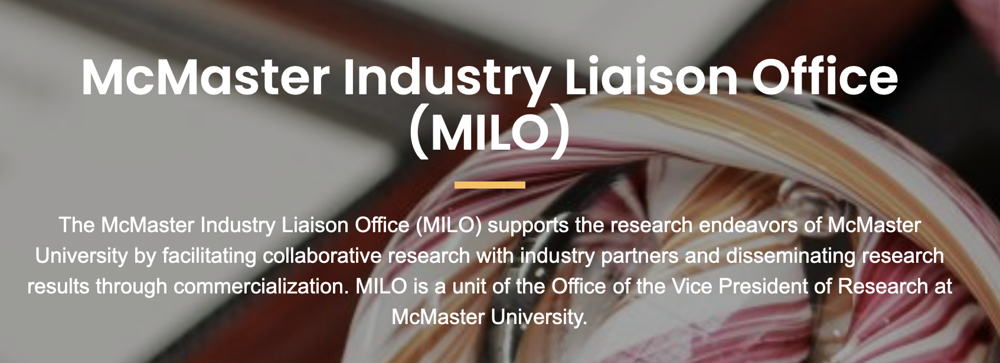 McMaster Industry Liaison Office
(MILO)
The McMaster Industry Liaison Office (MILO) supports the research endeavors of McMaster
University by facilitating collaborative research with industry partners and disseminating research
results through commercialization. MILO is a unit of the Office of the Vice President of Research at
McMaster University.